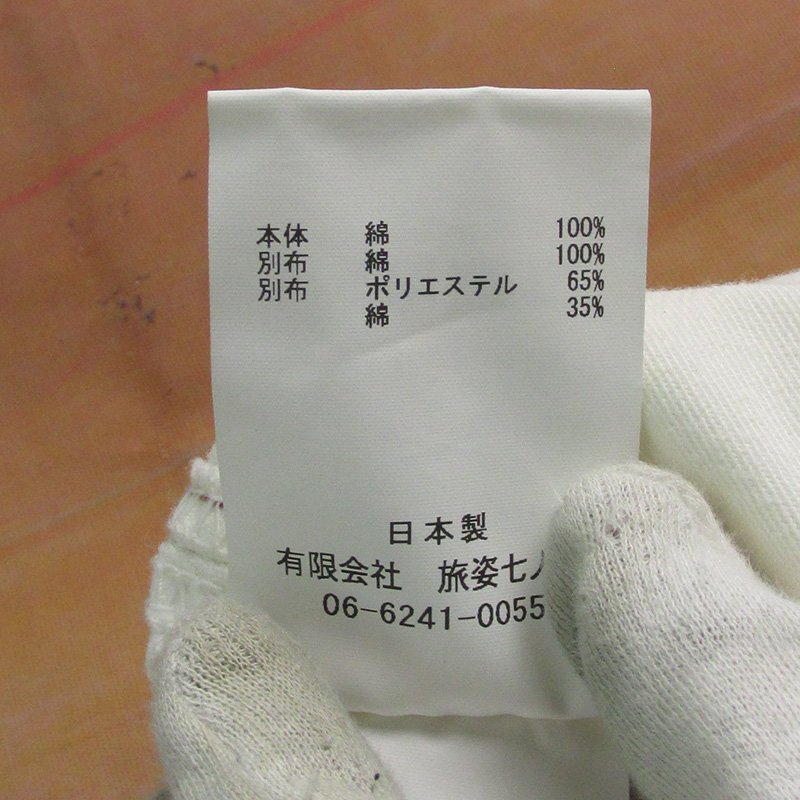 本体 綿 100%
別布 綿 100%
別布 ポリエステル 65%
綿 35%
日本製
有限会社 旅姿七人
06-6241-0055